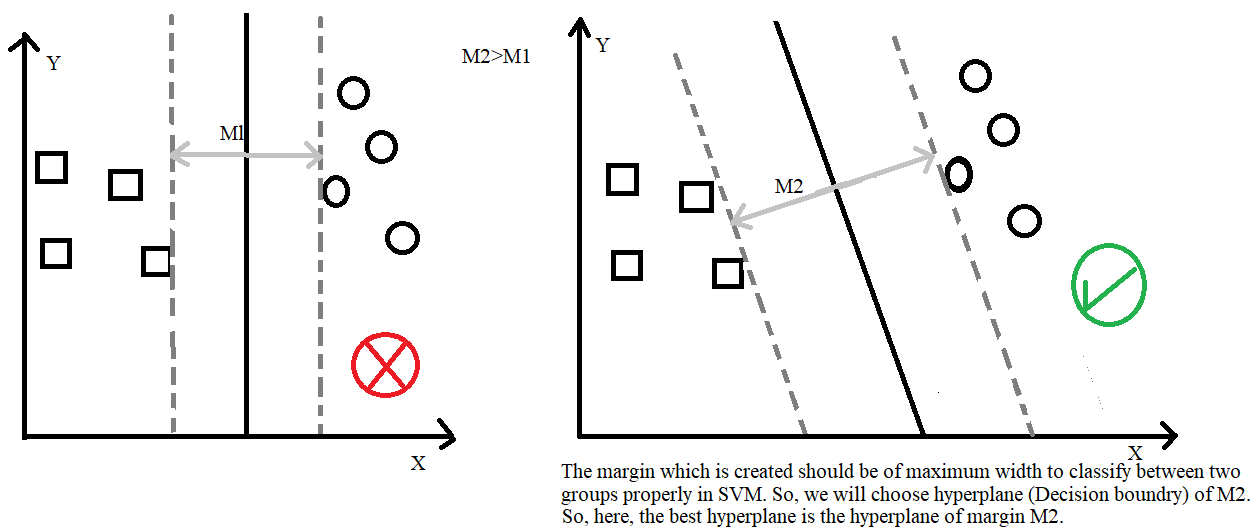 Y
M1
X
M2>M1
Y
M2
X
The margin which is created should be of maximum width to classify between two
groups properly in SVM. So, we will choose hyperplane (Decision boundry) of M2.
So, here, the best hyperplane is the hyperplane of margin M2.